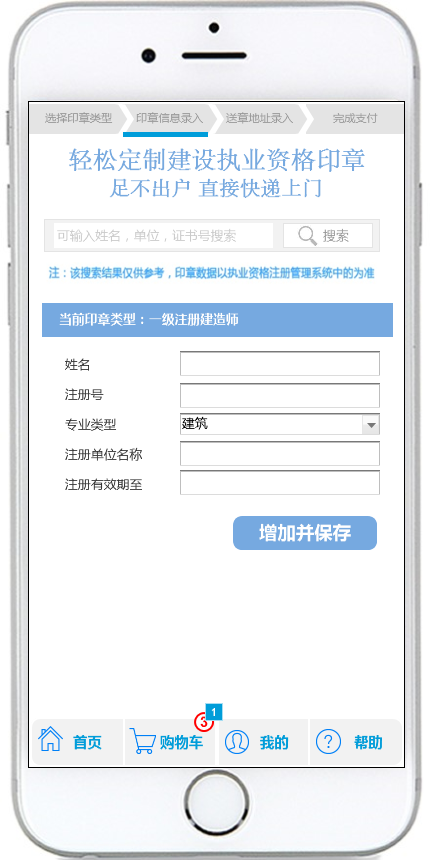 选择印章类型 印章信息录入 送章地址录入 完成支付
轻松定制建设执业资格印章
足不出户 直接快递上门
可输入姓名，单位，证书号搜索 搜索
注：该搜索结果仅供参考，印章数据以执业资格注册管理系统中的为准
当前印章类型：一级注册建造师
姓名
注册号
专业类型 建筑
注册单位名称
注册有效期至
增加并保存
3 1
首页 购物车 我的 ? 帮助